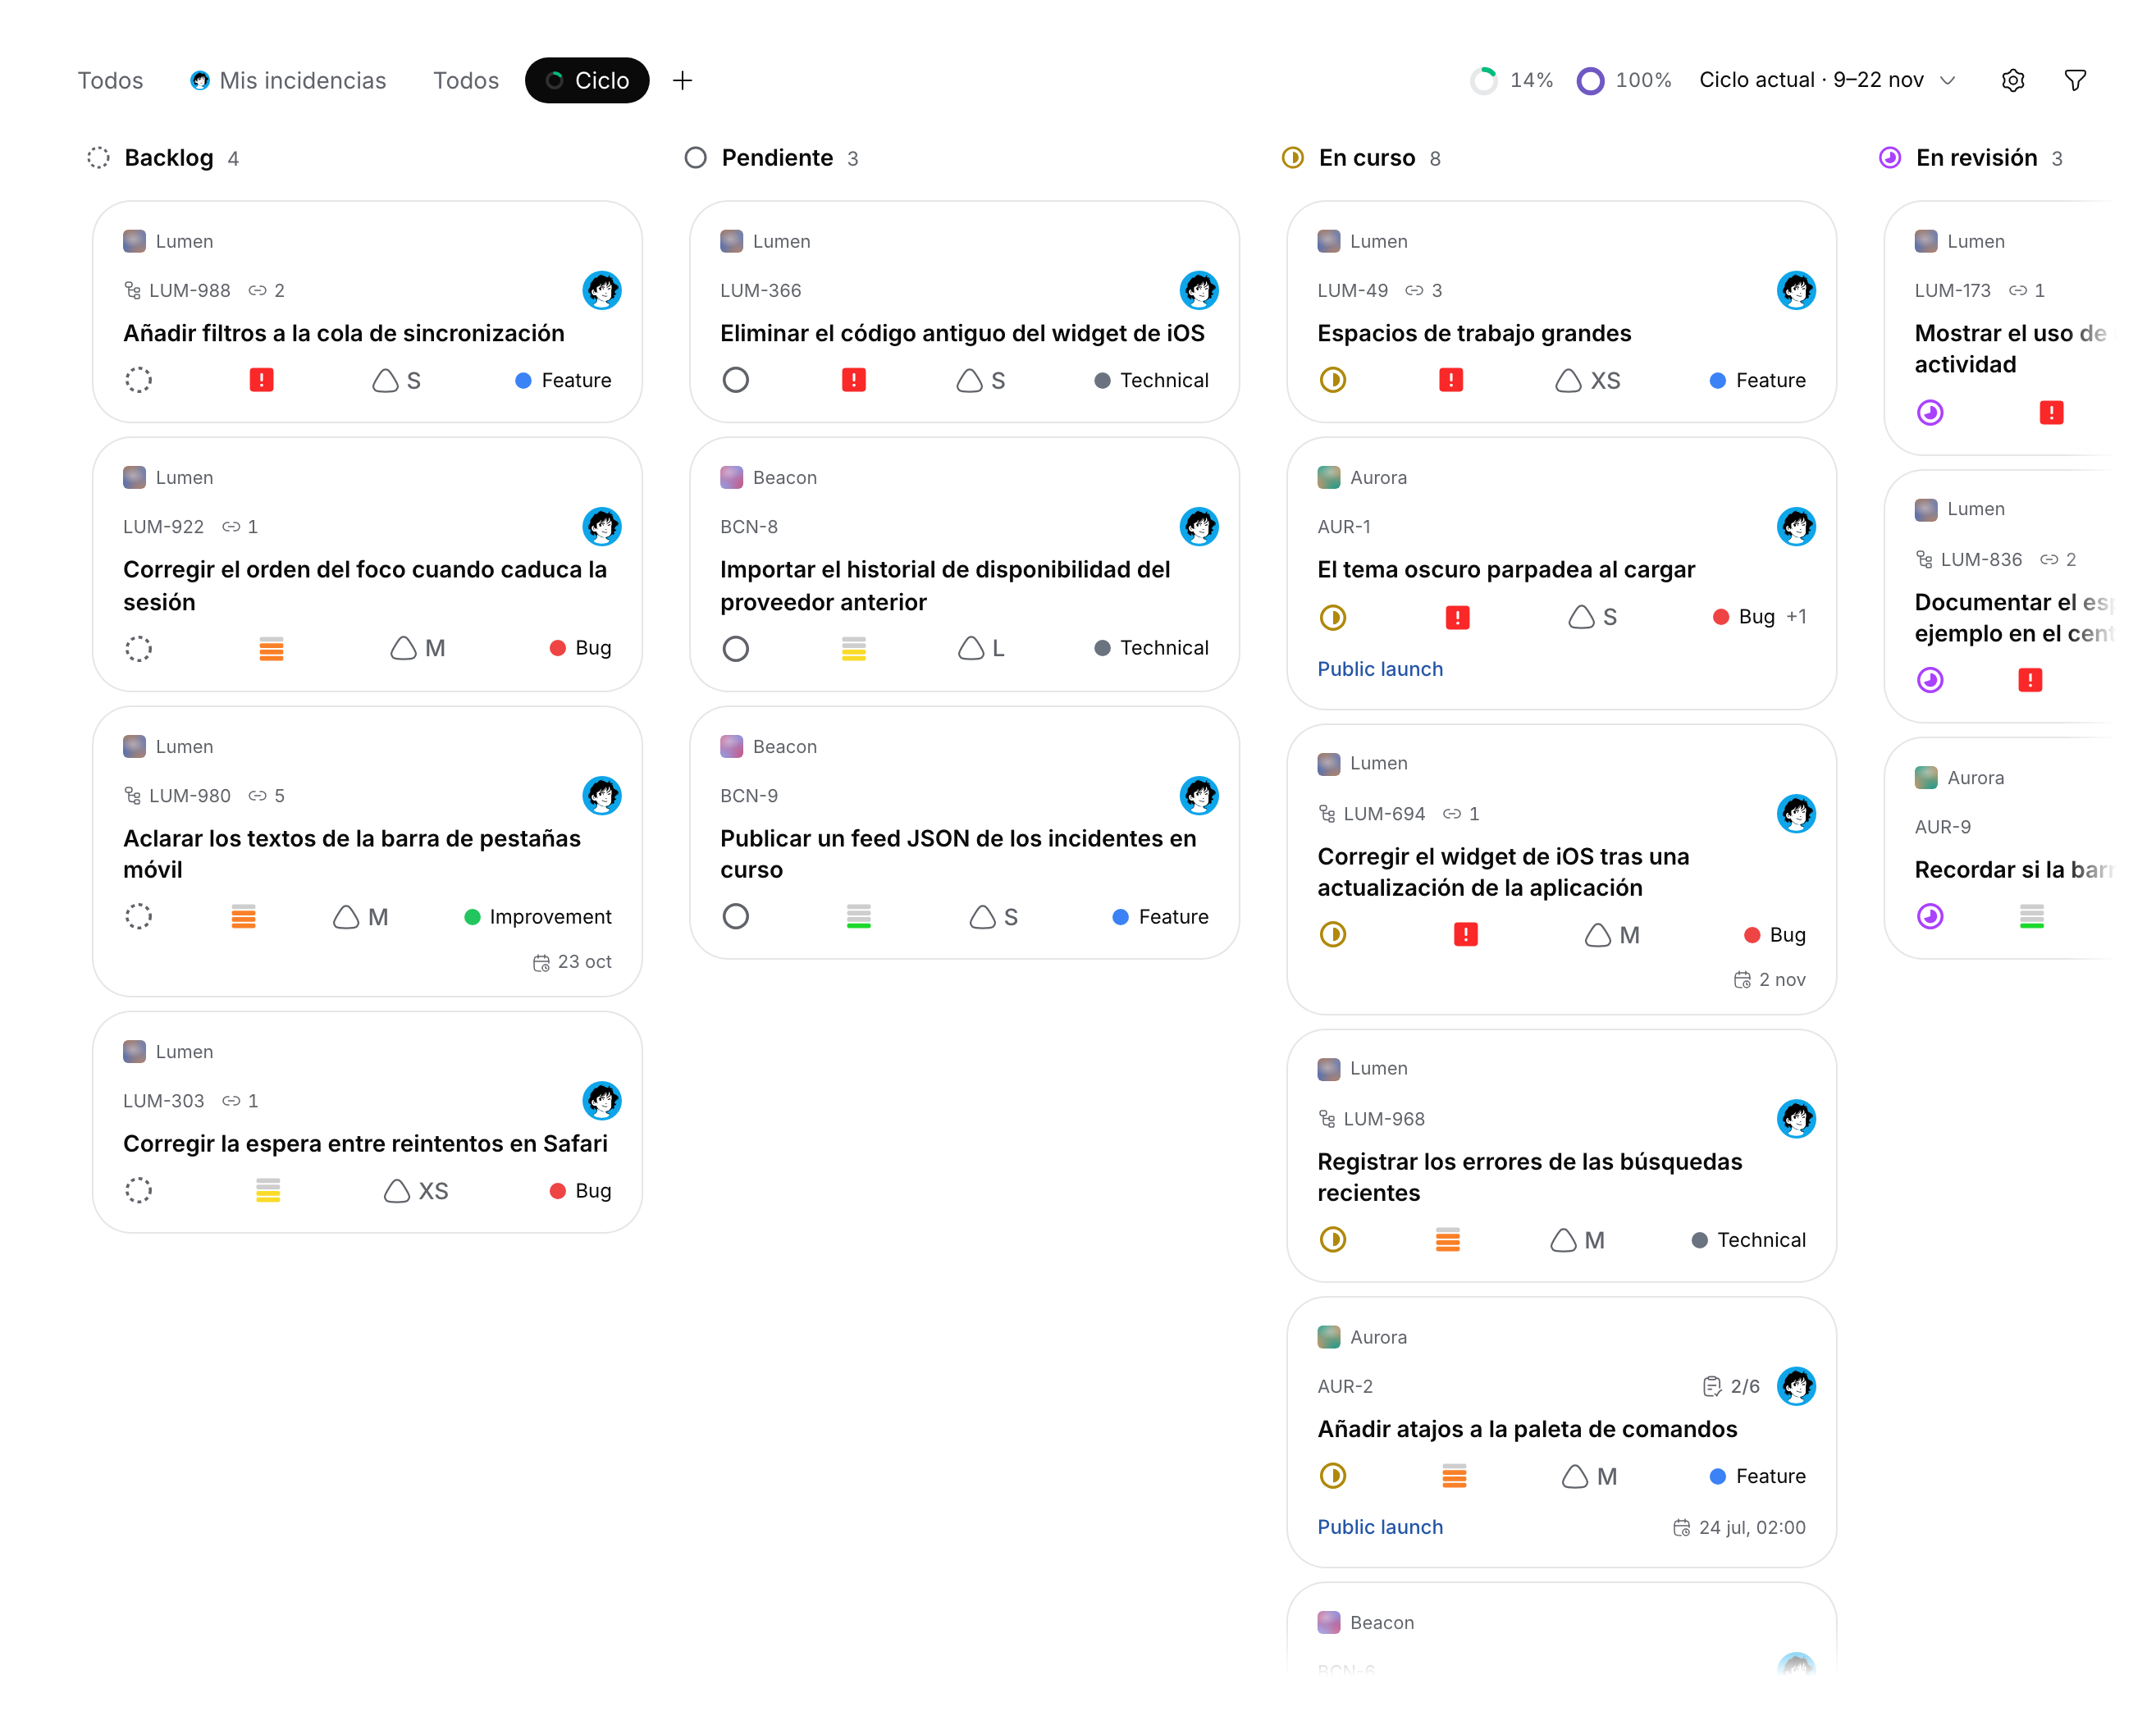 Todos
Mis incidencias
Todos
Ciclo
14%
100%
Ciclo actual · 9–22 nov
Backlog 4
Lumen
LUM-988 2
Añadir filtros a la cola de sincronización
S
Feature
Lumen
LUM-922 1
Corregir el orden del foco cuando caduca la
sesión
M
Bug
Lumen
LUM-980 5
Aclarar los textos de la barra de pestañas
móvil
M
Improvement
23 oct
Lumen
LUM-303 1
Corregir la espera entre reintentos en Safari
XS
Bug
Pendiente 3
Lumen
LUM-366
Eliminar el código antiguo del widget de iOS
S
Technical
Beacon
BCN-8
Importar el historial de disponibilidad del
proveedor anterior
L
Technical
Beacon
BCN-9
Publicar un feed JSON de los incidentes en
curso
S
Feature
En curso 8
Lumen
LUM-49 3
Espacios de trabajo grandes
XS
Feature
Aurora
AUR-1
El tema oscuro parpadea al cargar
S
Bug +1
Public launch
Lumen
LUM-694 1
Corregir el widget de iOS tras una
actualización de la aplicación
M
Bug
2 nov
Lumen
LUM-968
Registrar los errores de las búsquedas
recientes
M
Technical
Aurora
AUR-2
2/6
Añadir atajos a la paleta de comandos
M
Feature
Public launch
24 jul, 02:00
Beacon
BCN-6
En revisión 3
Lumen
LUM-173 1
Mostrar el uso de
actividad
Lumen
LUM-836 2
Documentar el
ejemplo en el
Aurora
AUR-9
Recordar si la